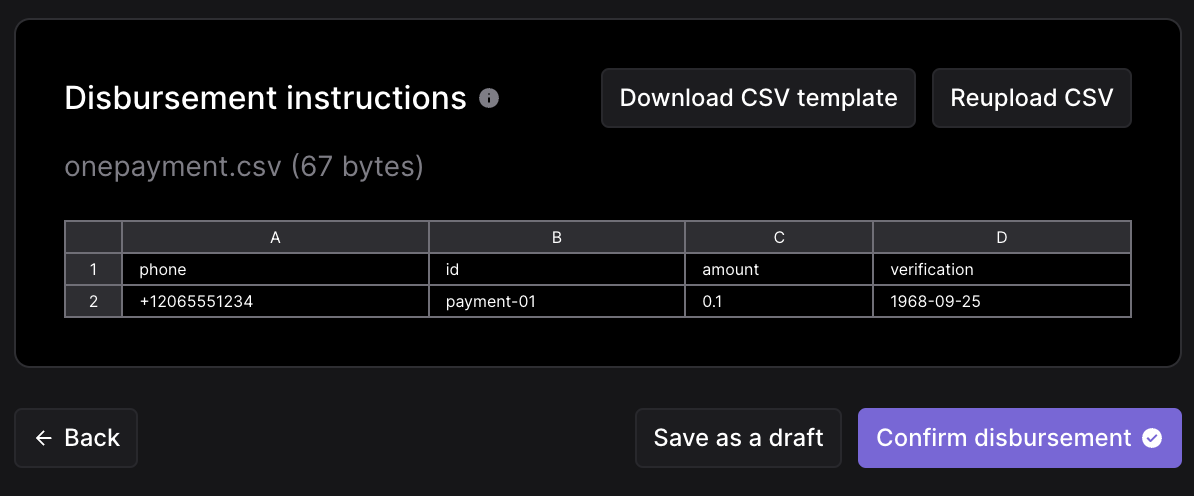 Disbursement instructions
Download CSV template
Reupload CSV
onepayment.csv (67 bytes)
A B C D
1 phone id amount verification
2 +12065551234 payment-01 0.1 1968-09-25
← Back
Save as a draft
Confirm disbursement